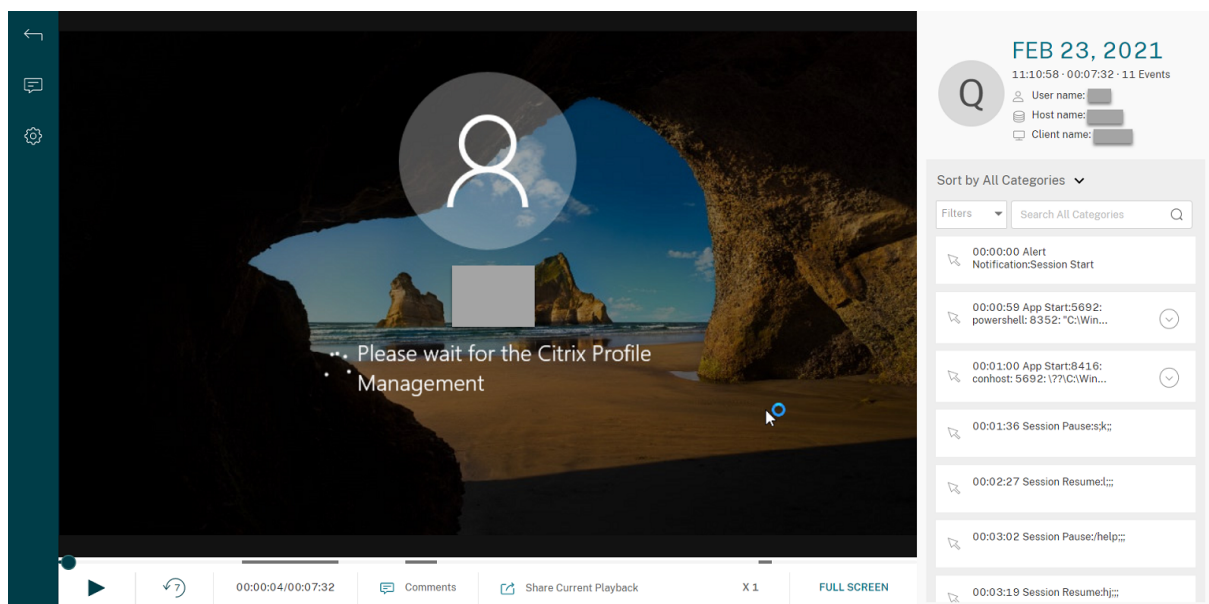 Please wait for the Citrix Profile
Management
7
00:00:04/00:07:32
Comments
Share Current Playback
X 1
FULL SCREEN
Q
FEB 23, 2021
11:10:58 · 00:07:32 · 11 Events
User name:
Host name:
Client name:
Sort by All Categories
Filters
Search All Categories
00:00:00 Alert
Notification:Session Start
00:00:59 App Start:5692:
powershell: 8352: "C:\Win...
00:01:00 App Start:8416:
conhost: 5692: \??\C:\Win...
00:01:36 Session Pause:s;k;;
00:02:27 Session Resume:l;;;
00:03:02 Session Pause:/help;;;
00:03:19 Session Resume:hj;;;